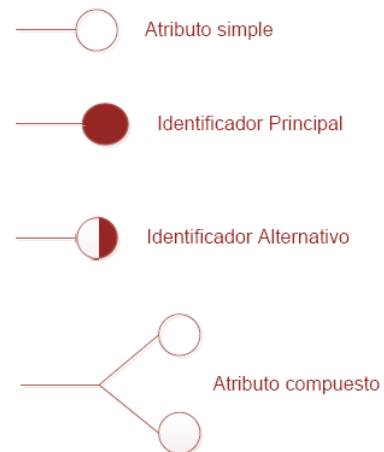 Atributo simple
Identificador Principal
Identificador Alternativo
Atributo compuesto